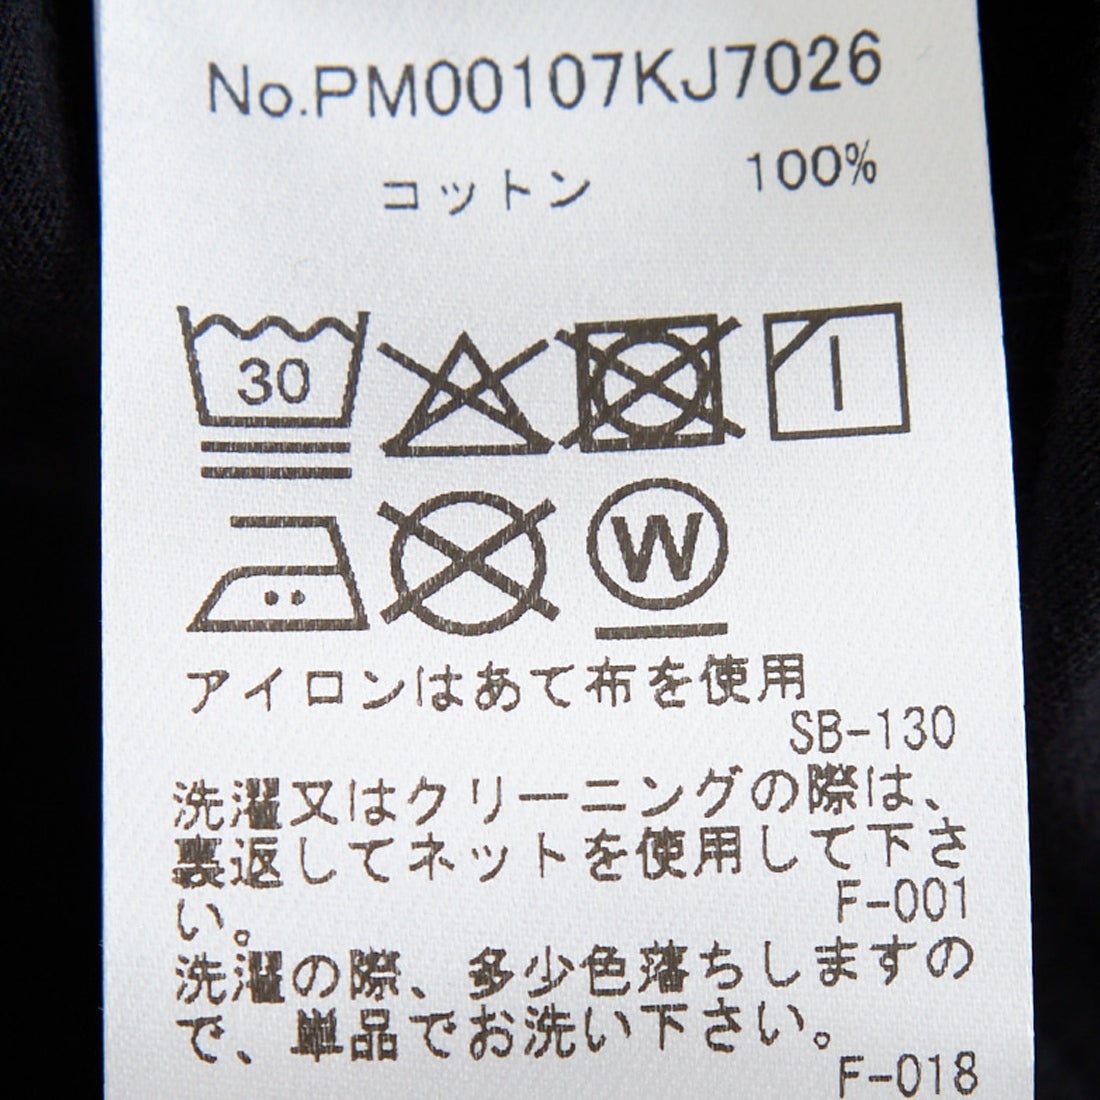 No.PM00107KJ7026
コットン 100%
30
W
アイロンはあて布を使用
SB-130
洗濯又はクリーニングの際は、
裏返してネットを使用して下さ
い。
F-001
洗濯の際、多少色落ちしますの
で、単品でお洗い下さい。
F-018